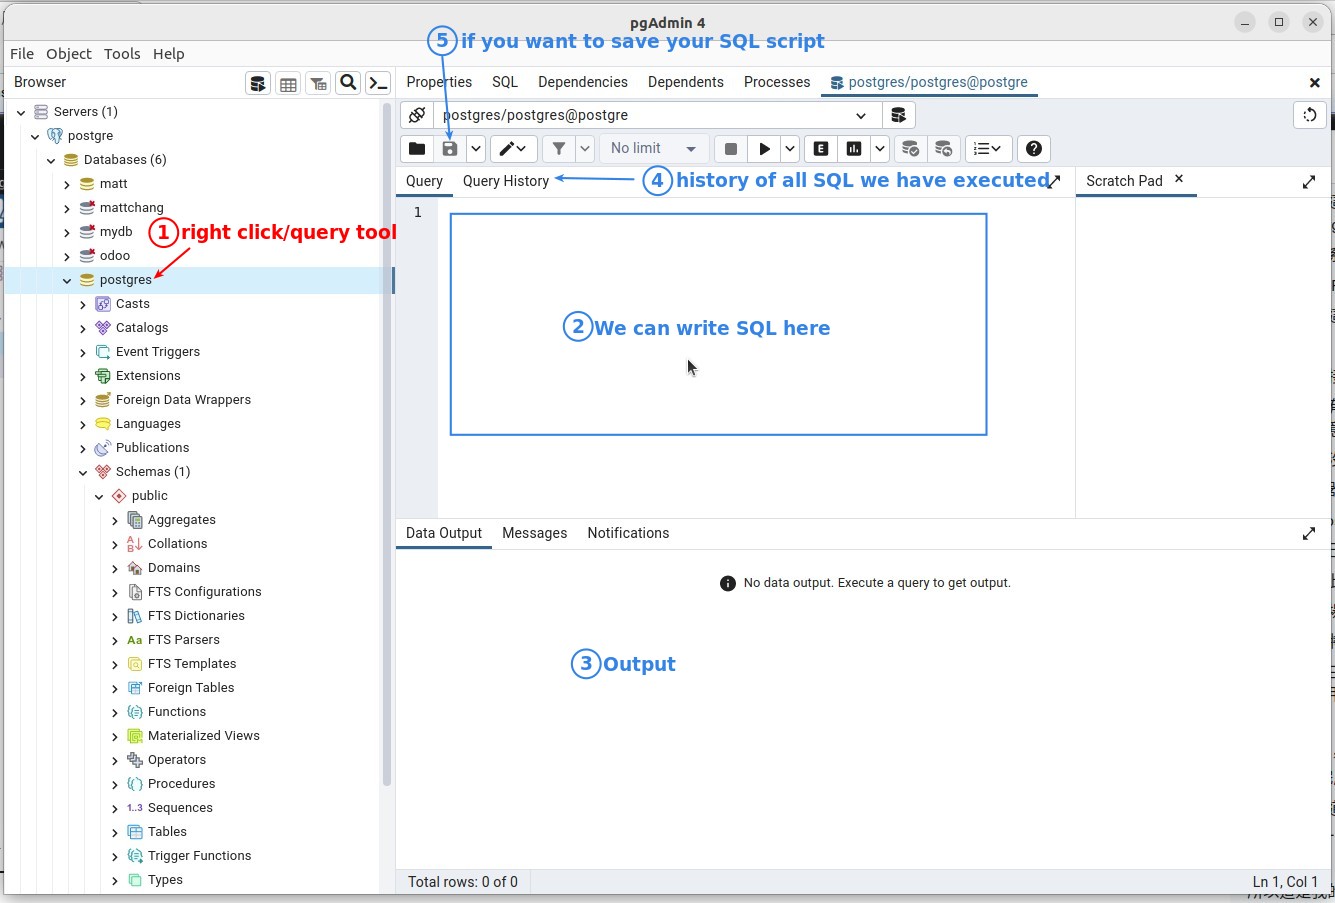 pgAdmin 4
⑤ if you want to save your SQL script
File Object Tools Help
Browser
Properties SQL Dependencies Dependents Processes postgres/postgres@postgre
Servers (1)
postgres/postgres@postgre
postgre
No limit
E
Databases (6)
Query Query History ④ history of all SQL we have executed
Scratch Pad
matt
mattchang
mydb
① right click/query tool
odoo
postgres
1
② We can write SQL here
Casts
Catalogs
Event Triggers
Extensions
Foreign Data Wrappers
Languages
Publications
Schemas (1)
public
Aggregates
Collations
Domains
FTS Configurations
FTS Dictionaries
Aa FTS Parsers
FTS Templates
Foreign Tables
Functions
Materialized Views
Operators
Procedures
1..3 Sequences
Tables
Trigger Functions
Types
Data Output Messages Notifications
No data output. Execute a query to get output.
③ Output
Total rows: 0 of 0
Ln 1, Col 1